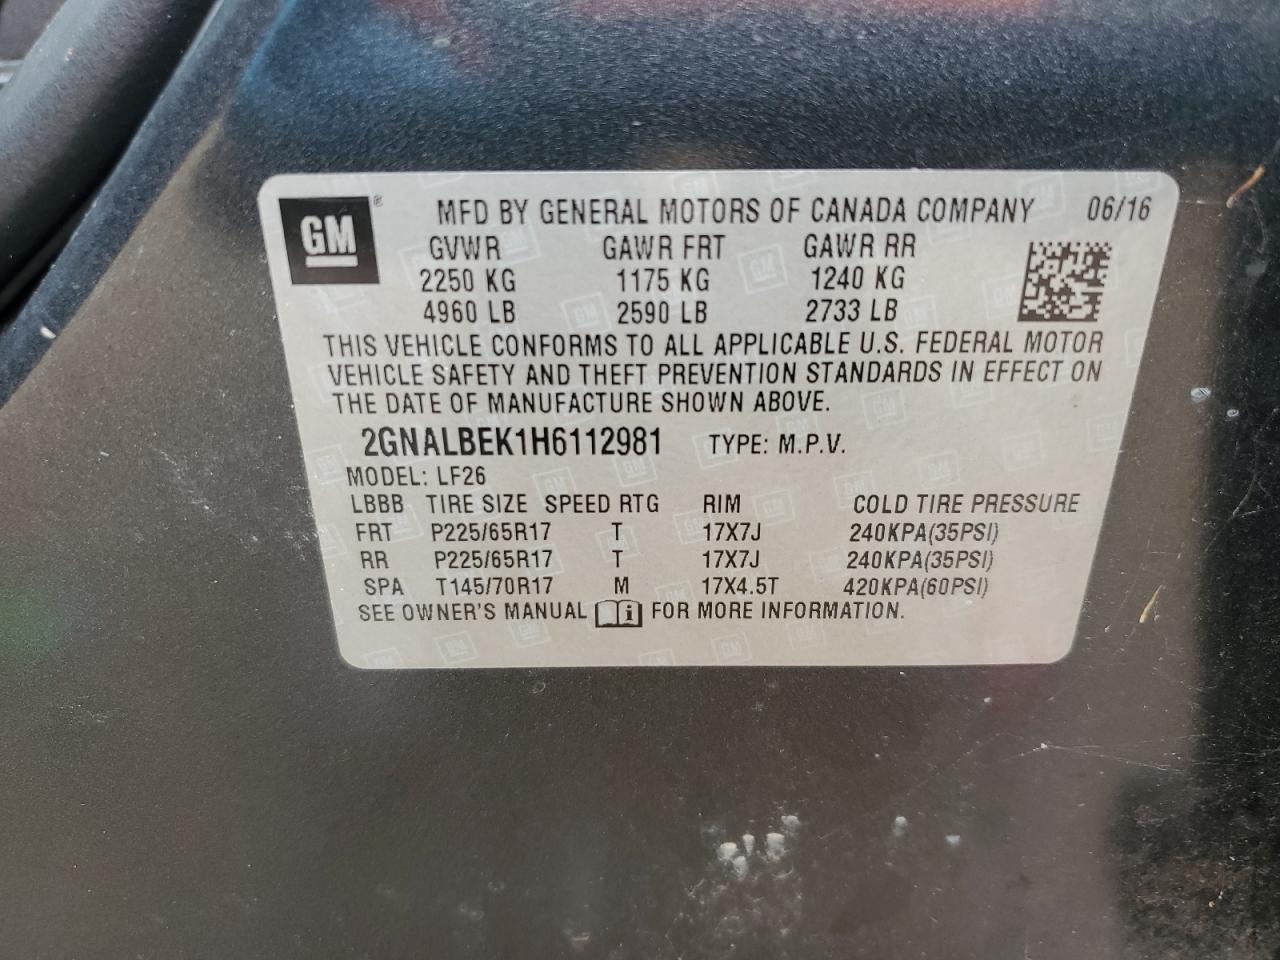 GM® MFD BY GENERAL MOTORS OF CANADA COMPANY 06/16
GVWR GAWR FRT GAWR RR
2250 KG 1175 KG 1240 KG
4960 LB 2590 LB 2733 LB
THIS VEHICLE CONFORMS TO ALL APPLICABLE U.S. FEDERAL MOTOR
VEHICLE SAFETY AND THEFT PREVENTION STANDARDS IN EFFECT ON
THE DATE OF MANUFACTURE SHOWN ABOVE.
2GNALBEK1H6112981 TYPE: M.P.V.
MODEL: LF26
LBBB TIRE SIZE SPEED RTG RIM COLD TIRE PRESSURE
FRT P225/65R17 T 17X7J 240KPA(35PSI)
RR P225/65R17 T 17X7J 240KPA(35PSI)
SPA T145/70R17 M 17X4.5T 420KPA(60PSI)
SEE OWNER'S MANUAL FOR MORE INFORMATION.